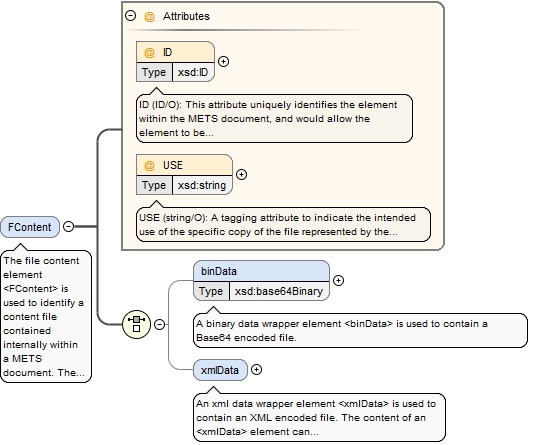 @ Attributes
@ ID
Type xsd:ID
ID (ID/O): This attribute uniquely identifies the element
within the METS document, and would allow the
element to be...
@ USE
Type xsd:string
USE (string/O): A tagging attribute to indicate the intended
use of the specific copy of the file represented by the...
FContent
The file content
element
<FContent> is
used to identify a
content file
contained
internally within
a METS
document. The...
binData
Type xsd:base64Binary
A binary data wrapper element <binData> is used to contain a
Base64 encoded file.
xmlData
An xml data wrapper element <xmlData> is used to
contain an XML encoded file. The content of an
<xmlData> element can...